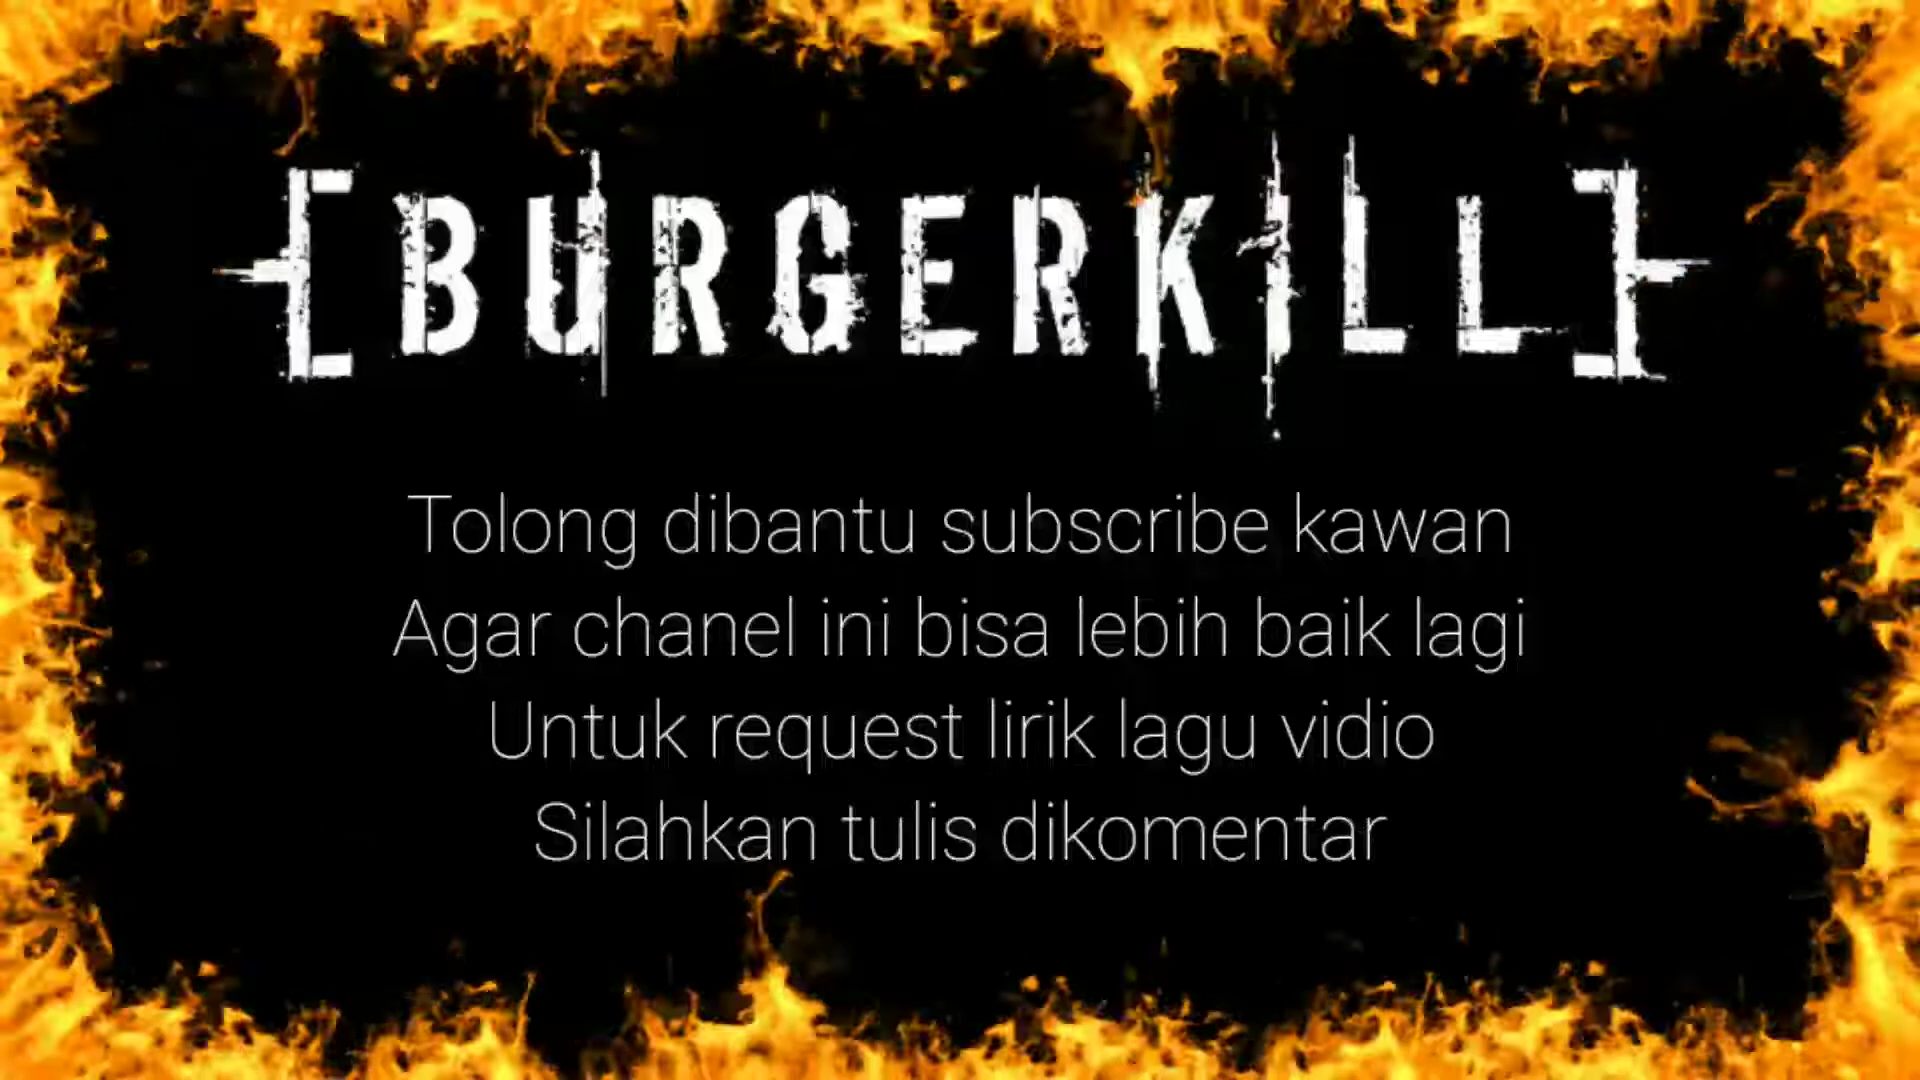 [BURGERKILL]
Tolong dibantu subscribe kawan
Agar chanel ini bisa lebih baik lagi
Untuk request lirik lagu vidio
Silahkan tulis dikomentar